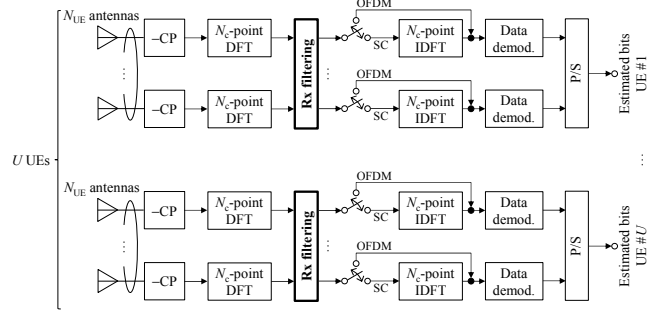 N_UE antennas
–CP
N_c-point DFT
Rx filtering
OFDM
SC
N_c-point IDFT
Data demod.
P/S
Estimated bits UE #1
...
–CP
N_c-point DFT
OFDM
SC
N_c-point IDFT
Data demod.
U UEs
...
N_UE antennas
–CP
N_c-point DFT
Rx filtering
OFDM
SC
N_c-point IDFT
Data demod.
P/S
Estimated bits UE #U
...
–CP
N_c-point DFT
OFDM
SC
N_c-point IDFT
Data demod.